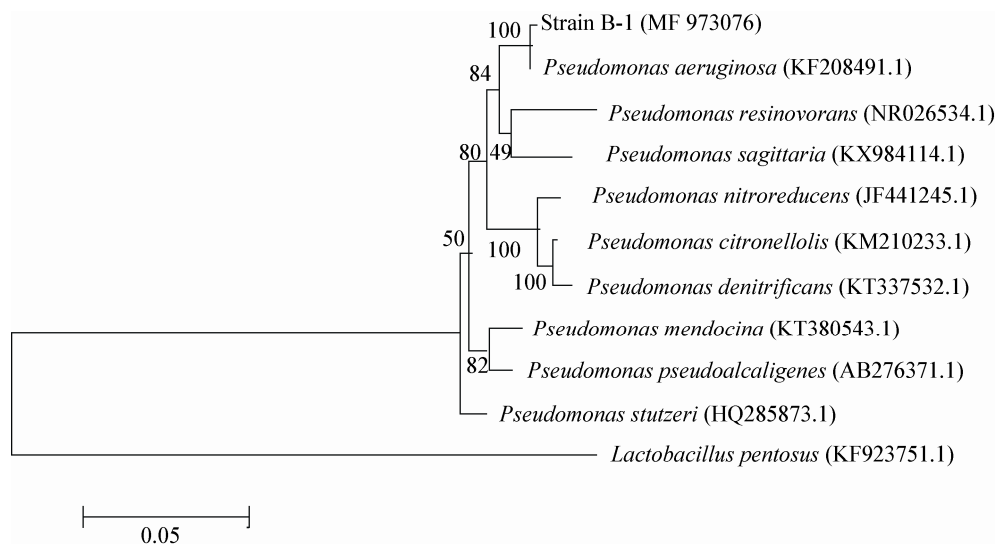 100
Strain B-1 (MF 973076)
84
Pseudomonas aeruginosa (KF208491.1)
Pseudomonas resinovorans (NR026534.1)
80
49
Pseudomonas sagittaria (KX984114.1)
Pseudomonas nitroreducens (JF441245.1)
50
100
Pseudomonas citronellolis (KM210233.1)
100
Pseudomonas denitrificans (KT337532.1)
Pseudomonas mendocina (KT380543.1)
82
Pseudomonas pseudoalcaligenes (AB276371.1)
Pseudomonas stutzeri (HQ285873.1)
Lactobacillus pentosus (KF923751.1)
0.05